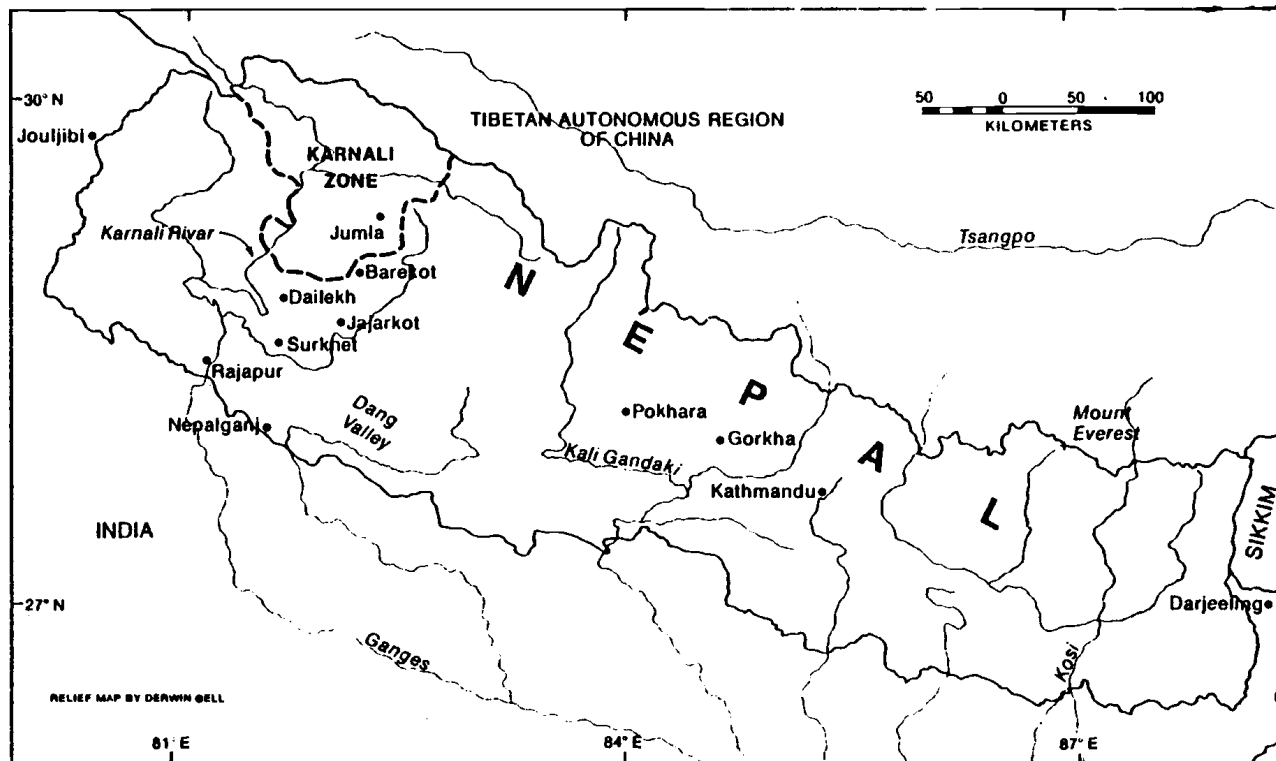 50 0 50 100
KILOMETERS
30° N
TIBETAN AUTONOMOUS REGION
OF CHINA
Jouljibi
KARNALI
ZONE
Karnali Rivar
Jumla
Tsangpo
Barekot
N
Dailekh
Jajarkot
E
Surkhet
Rajapur
P
Dang
Valley
Pokhara
Mount
Everest
Nepalganj
Gorkha
Kali Gandaki
A
Kathmandu
L
INDIA
SIKKIM
27° N
Darjeeling
Ganges
Kosi
RELIEF MAP BY DERWIN BELL
81° E
84° E
87° E